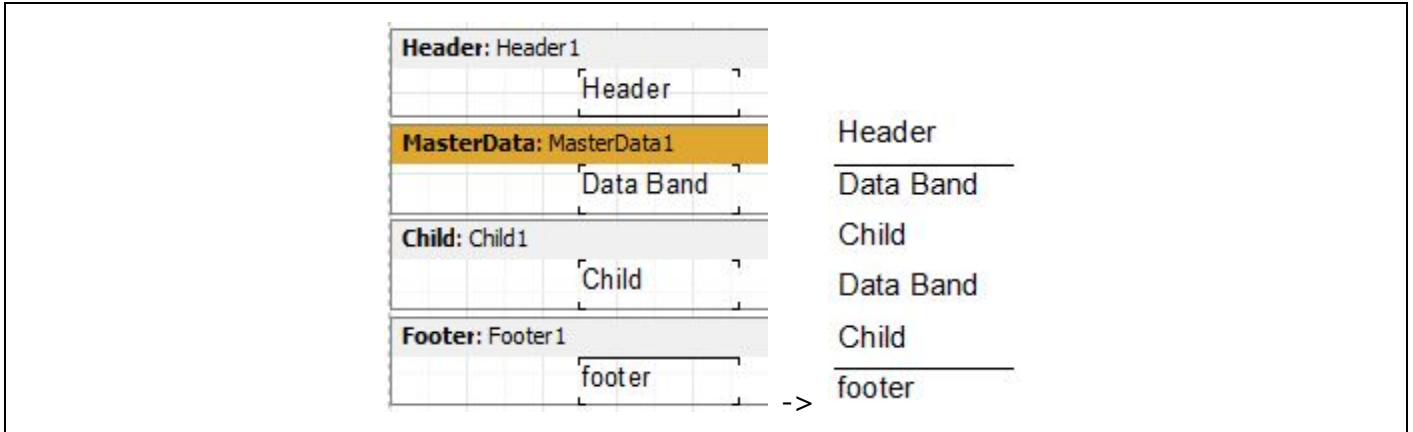 Header: Header1
Header
MasterData: MasterData1
Data Band
Child: Child1
Child
Footer: Footer1
footer
->
Header
Data Band
Child
Data Band
Child
footer